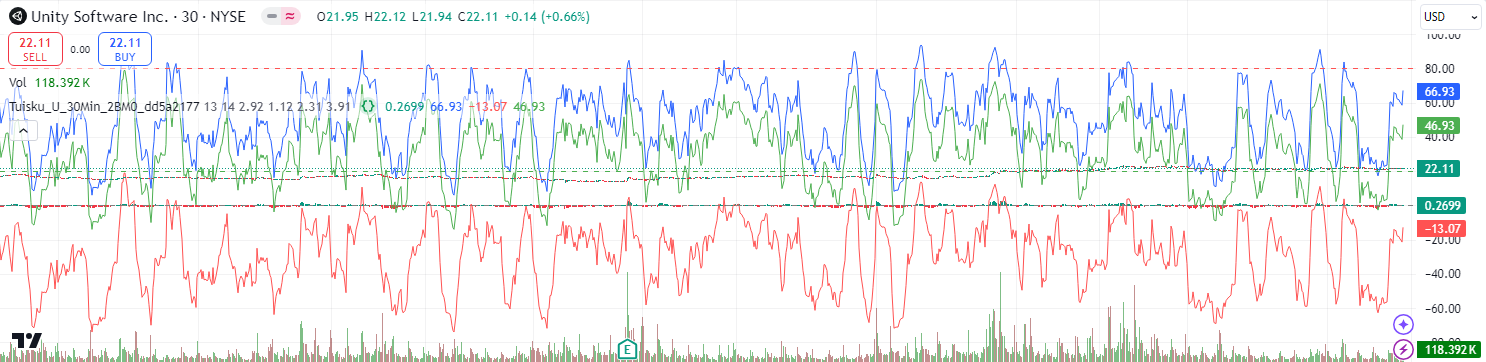 Unity Software Inc. · 30 · NYSE O21.95 H22.12 L21.94 C22.11 +0.14 (+0.66%)
USD
22.11 SELL
0.00
22.11 BUY
Vol 118.392 K
Tuisku_U_30Min_2BM0_dd5a2177 13 14 2.92 1.12 2.31 3.91 0.2699 66.93 −13.07 46.93
100.00
80.00
66.93
60.00
46.93
40.00
22.11
0.2699
−13.07
−20.00
−40.00
−60.00
E
118.392 K